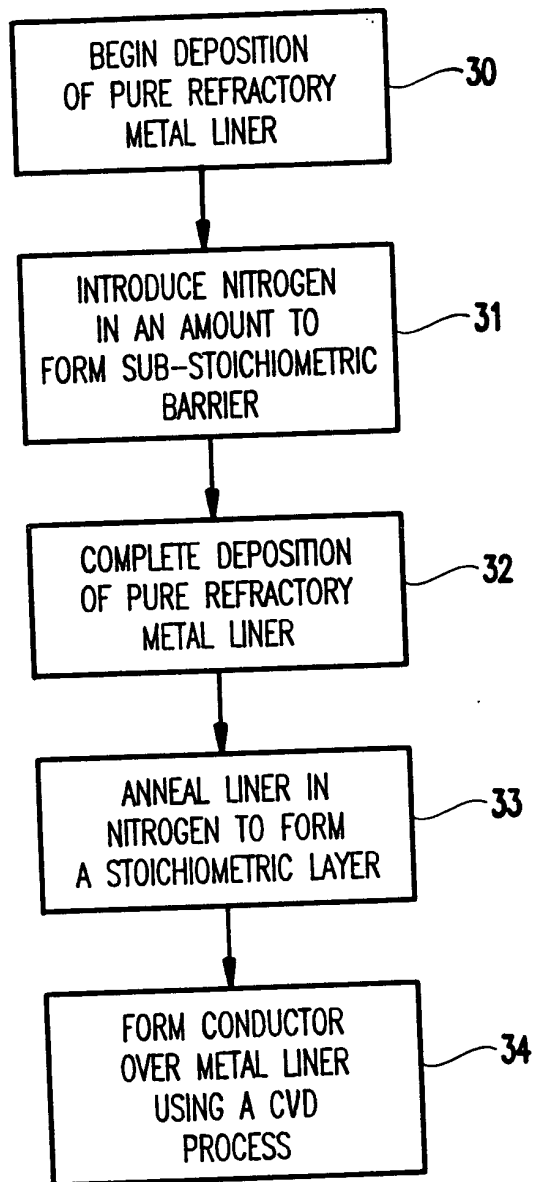 BEGIN DEPOSITION
OF PURE REFRACTORY
METAL LINER
30
INTRODUCE NITROGEN
IN AN AMOUNT TO
FORM SUB-STOICHIOMETRIC
BARRIER
31
COMPLETE DEPOSITION
OF PURE REFRACTORY
METAL LINER
32
ANNEAL LINER IN
NITROGEN TO FORM
A STOICHIOMETRIC LAYER
33
FORM CONDUCTOR
OVER METAL LINER
USING A CVD
PROCESS
34